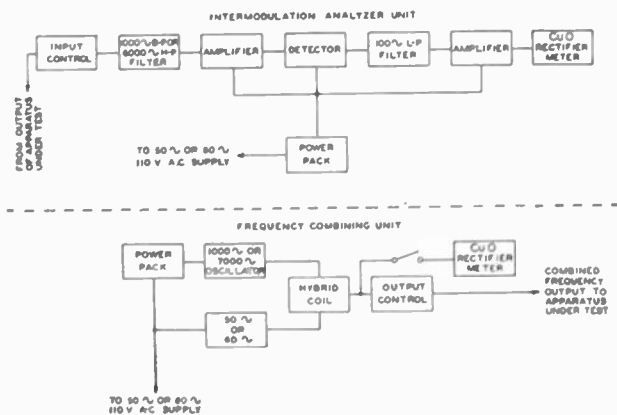 INTERMODULATION ANALYZER UNIT
INPUT
CONTROL
1000∿ B-P OR
6000∿ H-P
FILTER
AMPLIFIER
DETECTOR
100∿ L-P
FILTER
AMPLIFIER
CU O
RECTIFIER
METER
FROM OUTPUT
OF APPARATUS
UNDER TEST
TO 50∿ OR 60∿
110 V A.C. SUPPLY
POWER
PACK
FREQUENCY COMBINING UNIT
POWER
PACK
1000∿ OR
7000∿
OSCILLATOR
50∿
OR
60∿
HYBRID
COIL
OUTPUT
CONTROL
CU O
RECTIFIER
METER
COMBINED
FREQUENCY
OUTPUT TO
APPARATUS
UNDER TEST
TO 50∿ OR 60∿
110 V A-C SUPPLY